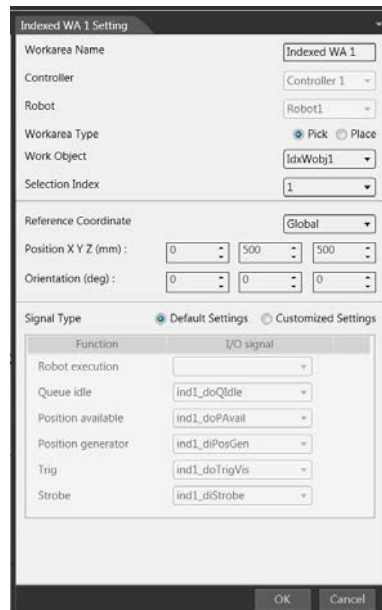 Indexed WA 1 Setting
Workarea Name Indexed WA 1
Controller Controller 1
Robot Robot1
Workarea Type Pick Place
Work Object IdxWobj1
Selection Index 1
Reference Coordinate Global
Position X Y Z (mm) : 0 500 500
Orientation (deg) : 0 0 0
Signal Type Default Settings Customized Settings
Function I/O signal
Robot execution
Queue idle ind1_doQIdle
Position available ind1_doPAvail
Position generator ind1_diPosGen
Trig ind1_doTrigVis
Strobe ind1_diStrobe
OK Cancel